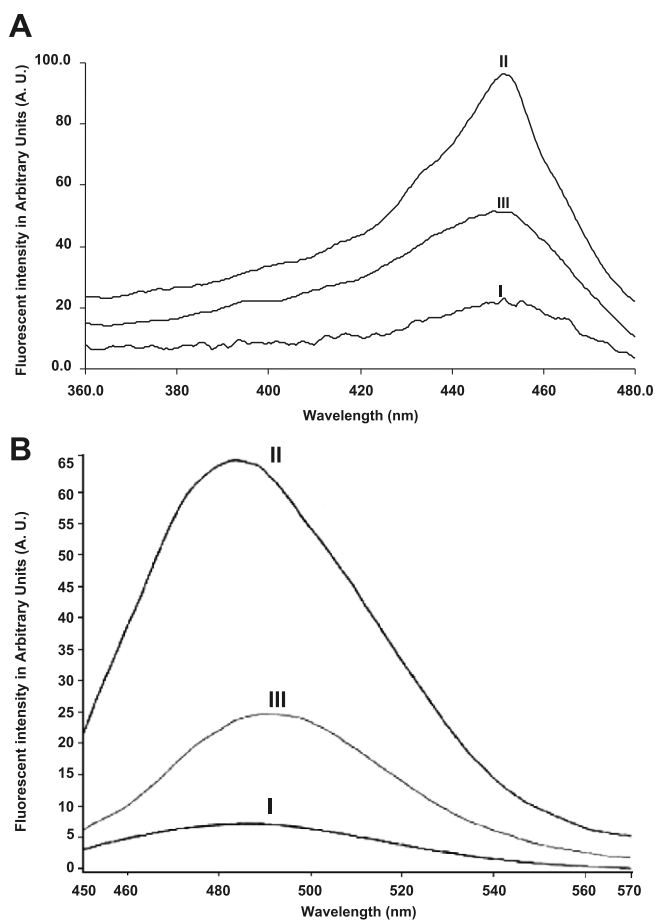 A
Fluorescent intensity in Arbitrary Units (A. U.)
100.0
80
60
40
20
0.0
II
III
I
360.0 380 400 420 440 460 480.0
Wavelength (nm)
B
Fluorescent intensity in Arbitrary Units (A. U.)
65
60
55
50
45
40
35
30
25
20
15
10
5
0
II
III
I
450 460 480 500 520 540 560 570
Wavelength (nm)